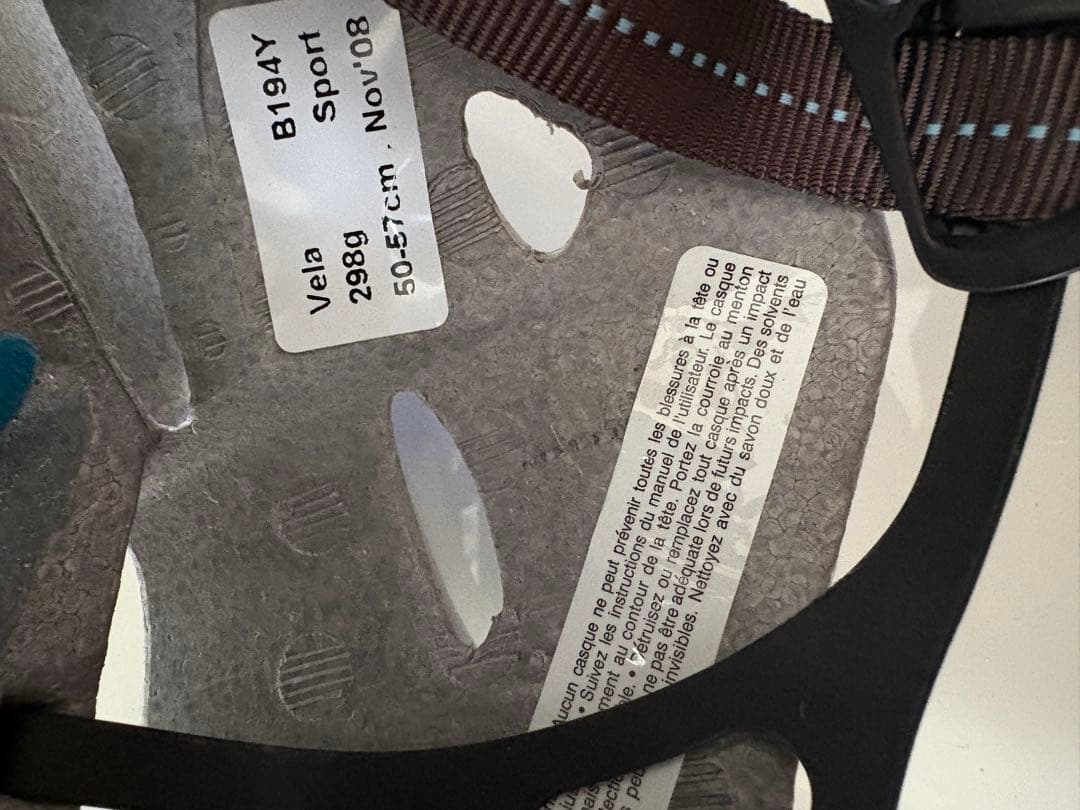 Vela B194Y
298g Sport
50-57cm . Nov'08
Aucun casque ne peut prévenir toutes les blessures à la tête ou
• Suivez les instructions du manuel de l'utilisateur. Le casque
ment au contour de la tête. Portez la courroie au menton
le. • Détruisez ou remplacez tout casque après un impact
ne pas être adéquate lors de futurs impacts. Des solvents
invisibles. Nettoyez avec du savon doux et de l'eau